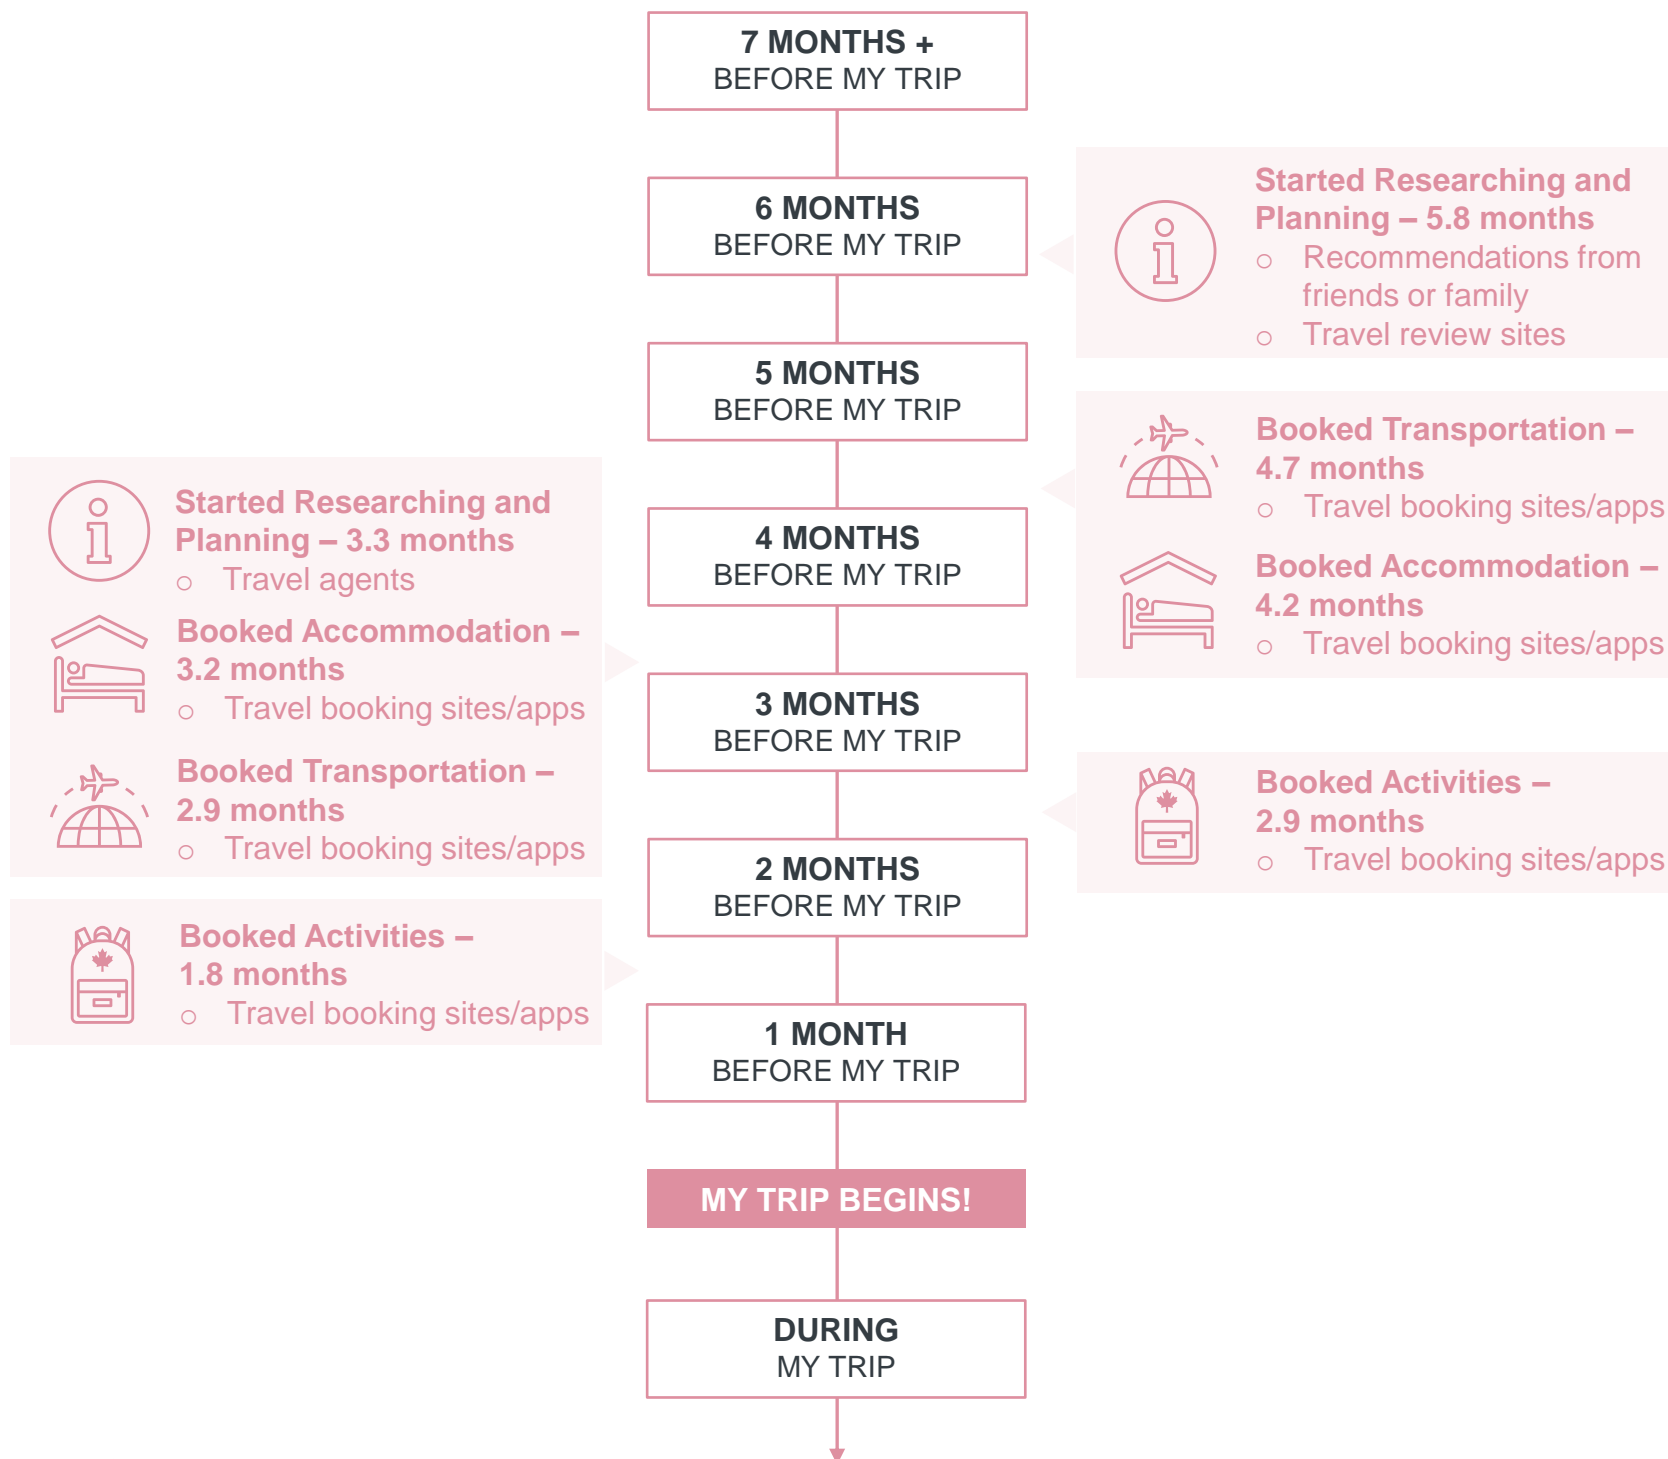 7 MONTHS +
BEFORE MY TRIP
6 MONTHS
BEFORE MY TRIP
Started Researching and
Planning – 5.8 months
○ Recommendations from
friends or family
○ Travel review sites
5 MONTHS
BEFORE MY TRIP
Booked Transportation –
4.7 months
○ Travel booking sites/apps
Booked Accommodation –
4.2 months
○ Travel booking sites/apps
4 MONTHS
BEFORE MY TRIP
Started Researching and
Planning – 3.3 months
○ Travel agents
Booked Accommodation –
3.2 months
○ Travel booking sites/apps
Booked Transportation –
2.9 months
○ Travel booking sites/apps
3 MONTHS
BEFORE MY TRIP
Booked Activities –
2.9 months
○ Travel booking sites/apps
2 MONTHS
BEFORE MY TRIP
Booked Activities –
1.8 months
○ Travel booking sites/apps
1 MONTH
BEFORE MY TRIP
MY TRIP BEGINS!
DURING
MY TRIP